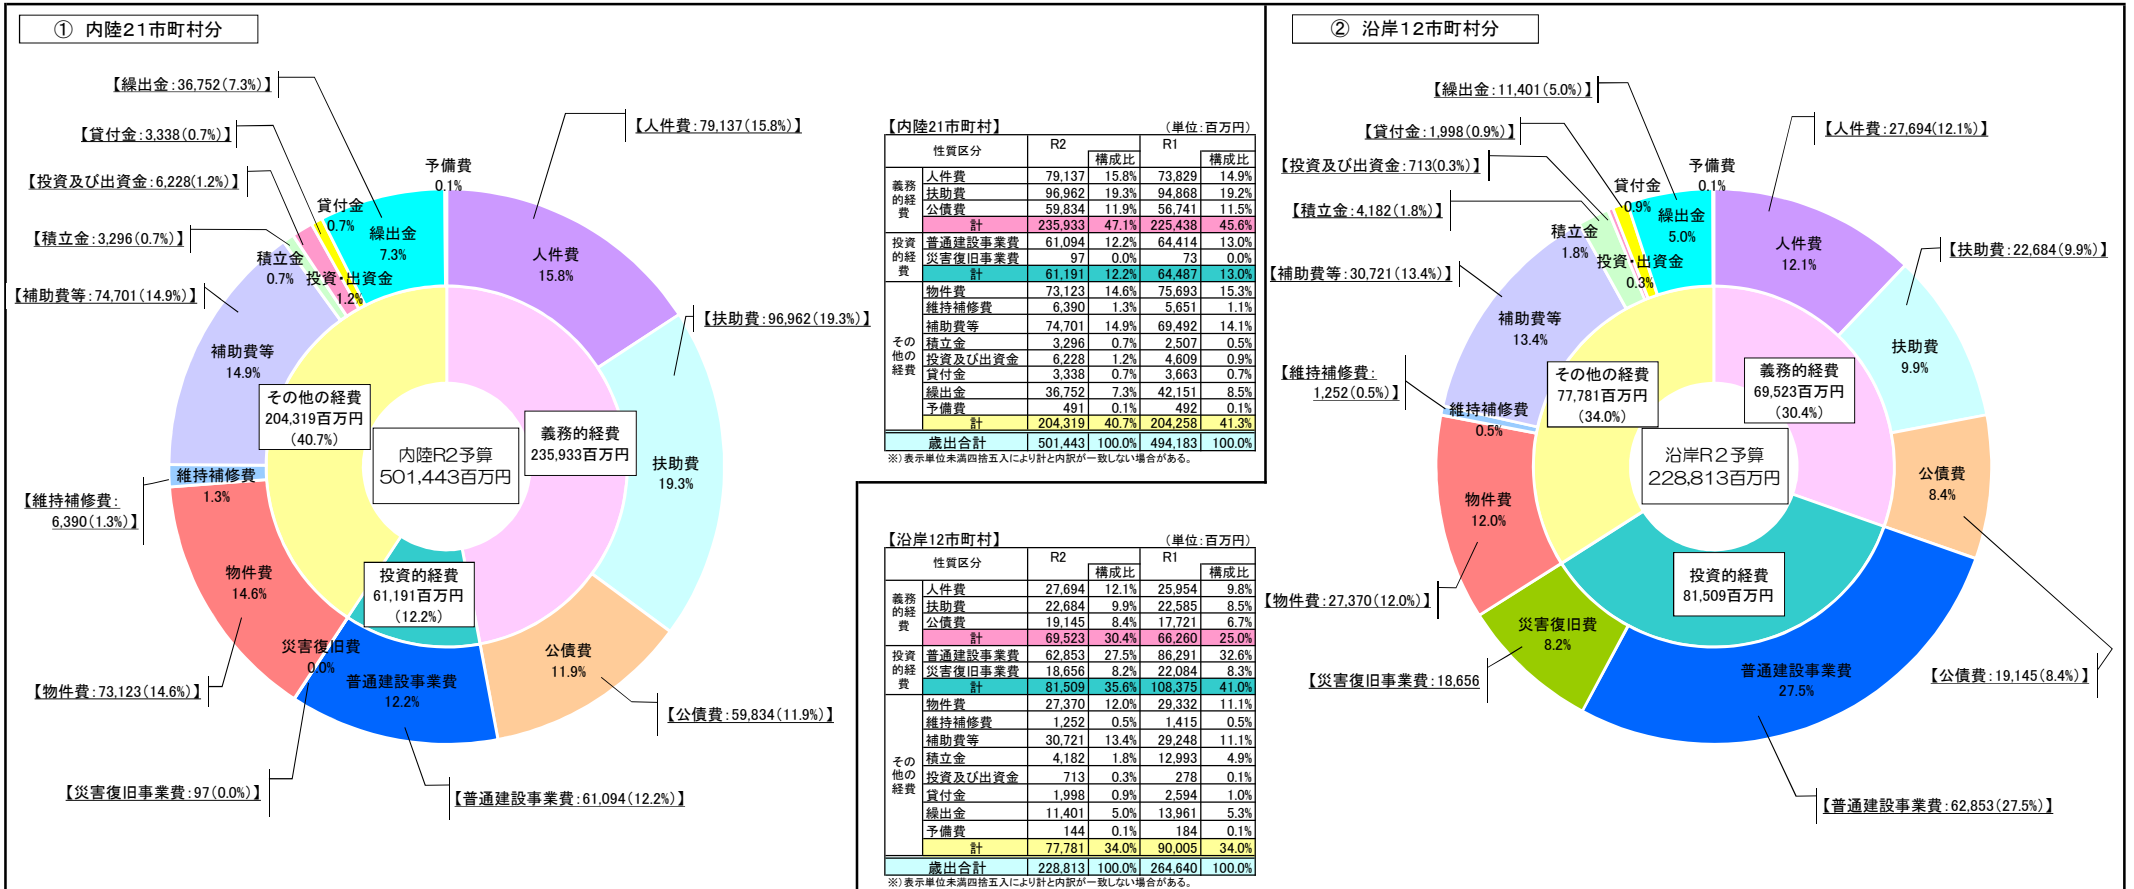 ① 内陸21市町村分
【繰出金:36,752(7.3%)】
【貸付金:3,338(0.7%)】
【投資及び出資金:6,228(1.2%)】
【積立金:3,296(0.7%)】
【補助費等:74,701(14.9%)】
【維持補修費:
6,390(1.3%)】
【物件費:73,123(14.6%)】
【災害復旧事業費:97(0.0%)】
【普通建設事業費:61,094(12.2%)】
【公債費:59,834(11.9%)】
【扶助費:96,962(19.3%)】
【人件費:79,137(15.8%)】
予備費
0.1%
人件費
15.8%
扶助費
19.3%
公債費
11.9%
普通建設事業費
12.2%
災害復旧費
0.0%
物件費
14.6%
維持補修費
1.3%
補助費等
14.9%
積立金
0.7%
投資・出資金
1.2%
貸付金
0.7%
繰出金
7.3%
その他の経費
204,319百万円
(40.7%)
義務的経費
235,933百万円
投資的経費
61,191百万円
(12.2%)
内陸R2予算
501,443百万円
【内陸21市町村】 (単位:百万円)
性質区分 R2 構成比 R1 構成比
義務的経費
人件費 79,137 15.8% 73,829 14.9%
扶助費 96,962 19.3% 94,868 19.2%
公債費 59,834 11.9% 56,741 11.5%
計 235,933 47.1% 225,438 45.6%
投資的経費
普通建設事業費 61,094 12.2% 64,414 13.0%
災害復旧事業費 97 0.0% 73 0.0%
計 61,191 12.2% 64,487 13.0%
その他の経費
物件費 73,123 14.6% 75,693 15.3%
維持補修費 6,390 1.3% 5,651 1.1%
補助費等 74,701 14.9% 69,492 14.1%
積立金 3,296 0.7% 2,507 0.5%
投資及び出資金 6,228 1.2% 4,609 0.9%
貸付金 3,338 0.7% 3,663 0.7%
繰出金 36,752 7.3% 42,151 8.5%
予備費 491 0.1% 492 0.1%
計 204,319 40.7% 204,258 41.3%
歳出合計 501,443 100.0% 494,183 100.0%
※)表示単位未満四捨五入により計と内訳が一致しない場合がある。
【沿岸12市町村】 (単位:百万円)
性質区分 R2 構成比 R1 構成比
義務的経費
人件費 27,694 12.1% 25,954 9.8%
扶助費 22,684 9.9% 22,585 8.5%
公債費 19,145 8.4% 17,721 6.7%
計 69,523 30.4% 66,260 25.0%
投資的経費
普通建設事業費 62,853 27.5% 86,291 32.6%
災害復旧事業費 18,656 8.2% 22,084 8.3%
計 81,509 35.6% 108,375 41.0%
その他の経費
物件費 27,370 12.0% 29,332 11.1%
維持補修費 1,252 0.5% 1,415 0.5%
補助費等 30,721 13.4% 29,248 11.1%
積立金 4,182 1.8% 12,993 4.9%
投資及び出資金 713 0.3% 278 0.1%
貸付金 1,998 0.9% 2,594 1.0%
繰出金 11,401 5.0% 13,961 5.3%
予備費 144 0.1% 184 0.1%
計 77,781 34.0% 90,005 34.0%
歳出合計 228,813 100.0% 264,640 100.0%
※)表示単位未満四捨五入により計と内訳が一致しない場合がある。
② 沿岸12市町村分
【繰出金:11,401(5.0%)】
【貸付金:1,998(0.9%)】
【投資及び出資金:713(0.3%)】
【積立金:4,182(1.8%)】
【補助費等:30,721(13.4%)】
【維持補修費:
1,252(0.5%)】
【物件費:27,370(12.0%)】
【災害復旧事業費:18,656
【普通建設事業費:62,853(27.5%)】
【公債費:19,145(8.4%)】
【扶助費:22,684(9.9%)】
【人件費:27,694(12.1%)】
予備費
0.1%
人件費
12.1%
扶助費
9.9%
公債費
8.4%
普通建設事業費
27.5%
災害復旧費
8.2%
物件費
12.0%
維持補修費
0.5%
補助費等
13.4%
積立金
1.8%
投資・出資金
0.3%
貸付金
0.9%
繰出金
5.0%
その他の経費
77,781百万円
(34.0%)
義務的経費
69,523百万円
(30.4%)
投資的経費
81,509百万円
沿岸R2予算
228,813百万円